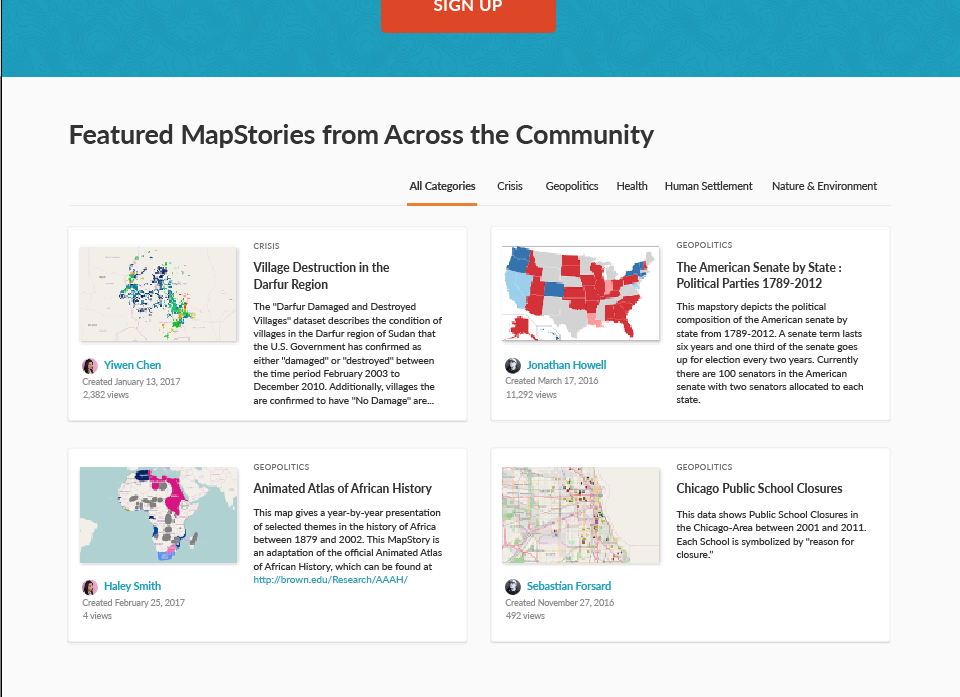 SIGN UP
Featured MapStories from Across the Community
All Categories Crisis Geopolitics Health Human Settlement Nature & Environment
CRISIS
Village Destruction in the
Darfur Region
The "Darfur Damaged and Destroyed
Villages" dataset describes the condition of
villages in the Darfur region of Sudan that
the U.S. Government has confirmed as
either "damaged" or "destroyed" between
the time period February 2003 to
December 2010. Additionally, villages the
are confirmed to have "No Damage" are...
Yiwen Chen
Created January 13, 2017
2,382 views
GEOPOLITICS
The American Senate by State :
Political Parties 1789-2012
This mapstory depicts the political
composition of the American senate by
state from 1789-2012. A senate term lasts
six years and one third of the senate goes
up for election every two years. Currently
there are 100 senators in the American
senate with two senators allocated to each
state.
Jonathan Howell
Created March 17, 2016
11,292 views
GEOPOLITICS
Animated Atlas of African History
This map gives a year-by-year presentation
of selected themes in the history of Africa
between 1879 and 2002. This MapStory is
an adaptation of the official Animated Atlas
of African History, which can be found at
http://brown.edu/Research/AAAH/
Haley Smith
Created February 25, 2017
4 views
GEOPOLITICS
Chicago Public School Closures
This data shows Public School Closures in
the Chicago-Area between 2001 and 2011.
Each School is symbolized by "reason for
closure."
Sebastian Forsard
Created November 27, 2016
492 views